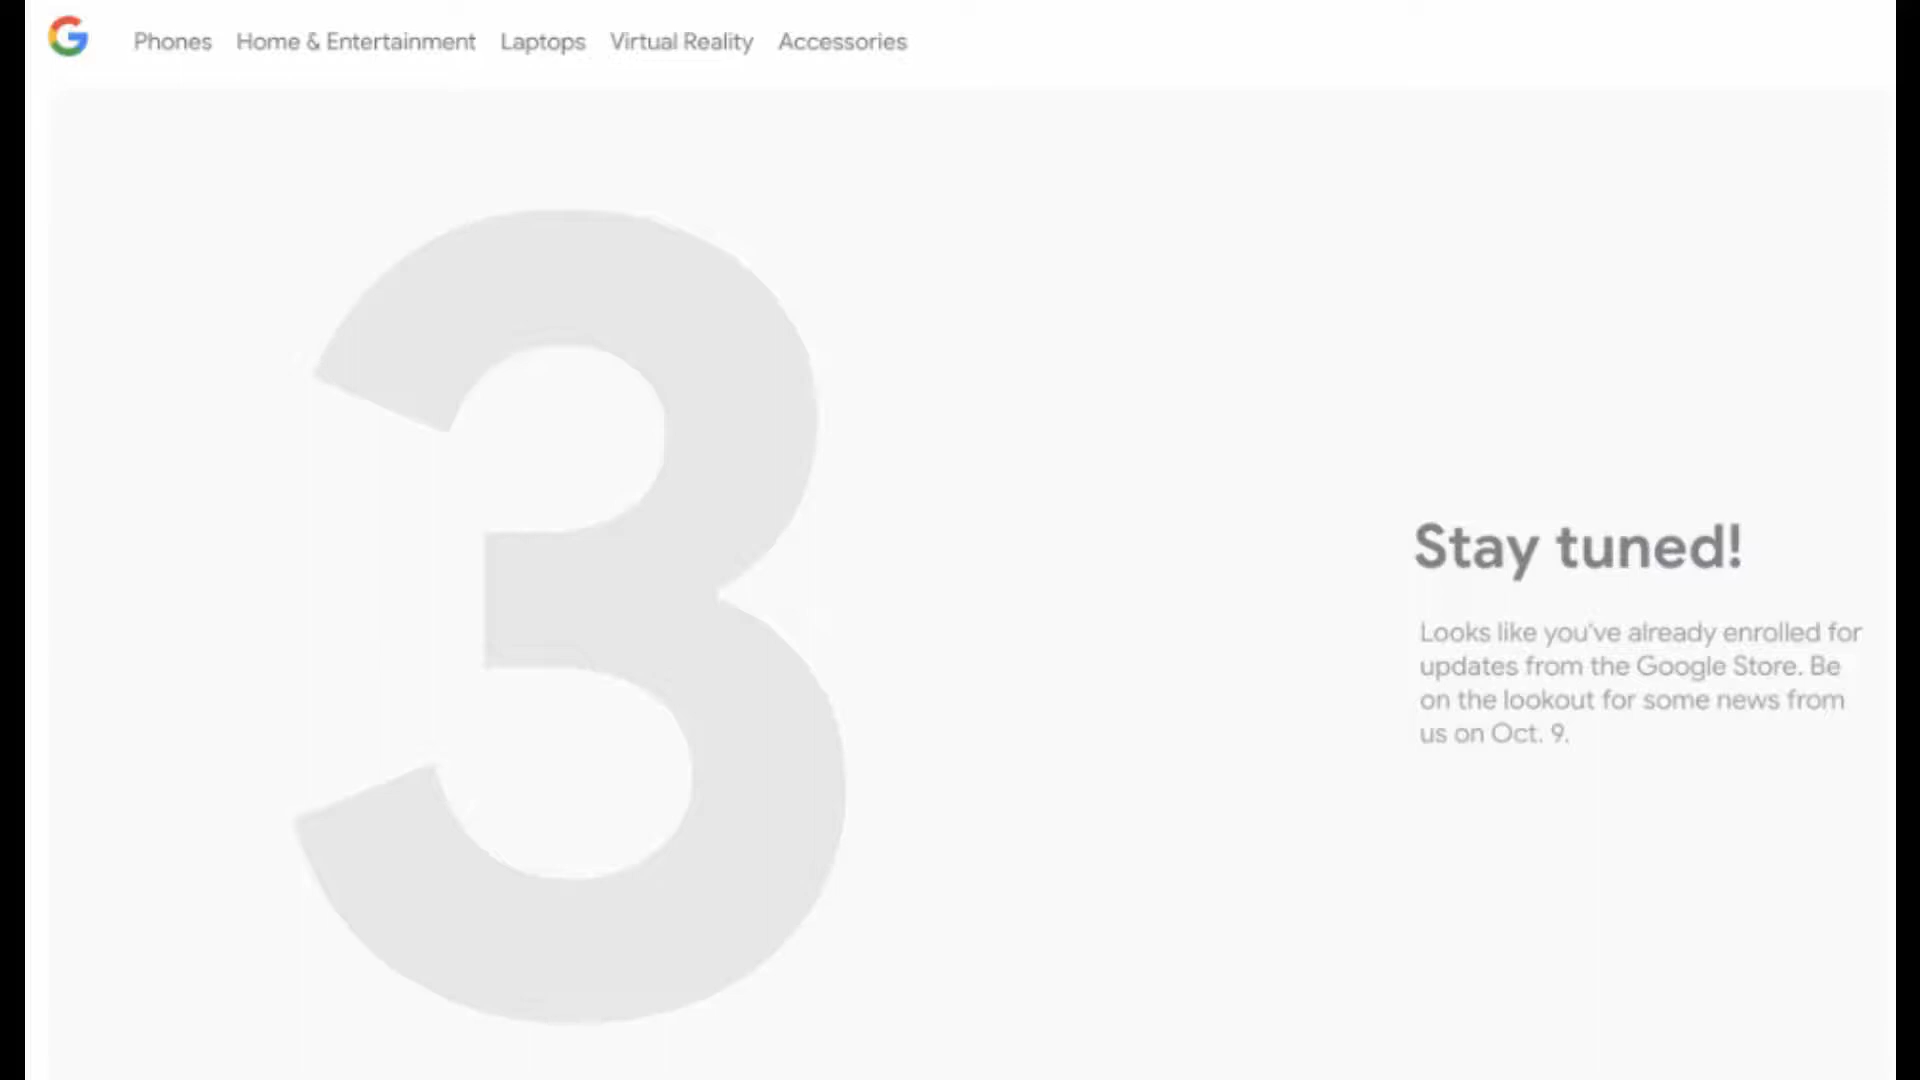 G Phones Home & Entertainment Laptops Virtual Reality Accessories
3
Stay tuned!
Looks like you've already enrolled for
updates from the Google Store. Be
on the lookout for some news from
us on Oct. 9.